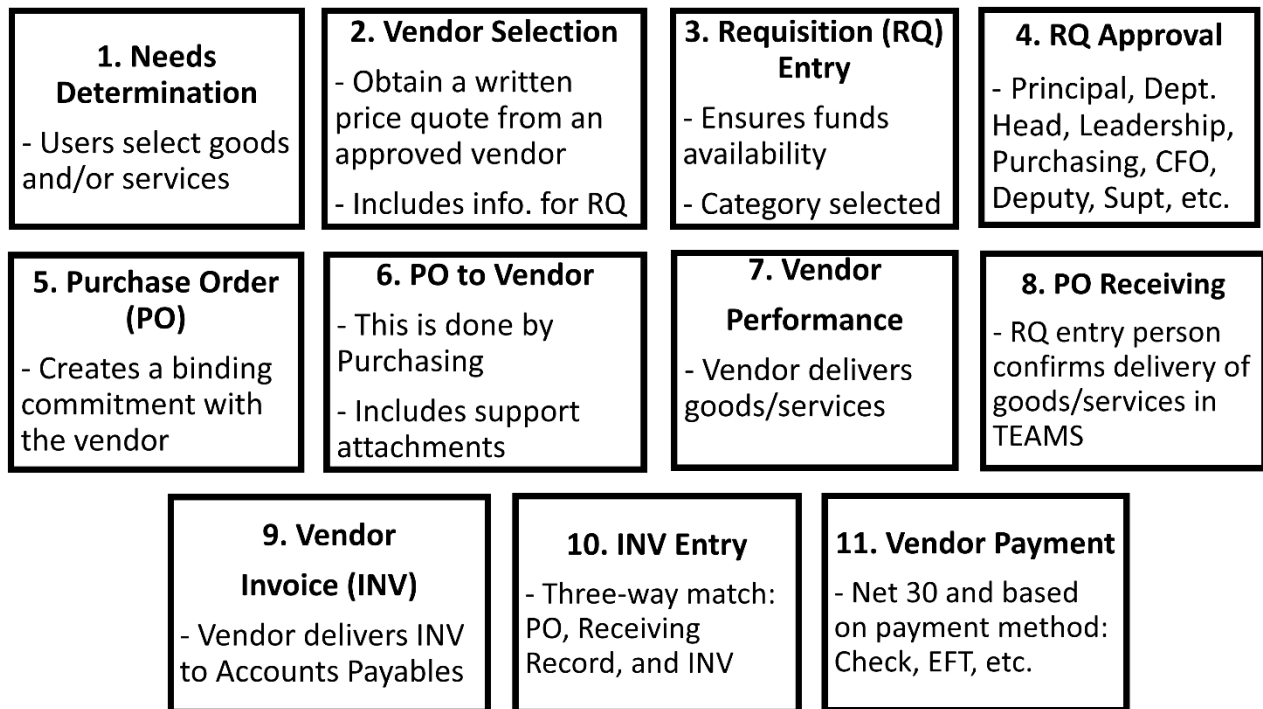 1. Needs
Determination
- Users select goods
and/or services
2. Vendor Selection
- Obtain a written
price quote from an
approved vendor
- Includes info. for RQ
3. Requisition (RQ)
Entry
- Ensures funds
availability
- Category selected
4. RQ Approval
- Principal, Dept.
Head, Leadership,
Purchasing, CFO,
Deputy, Supt, etc.
5. Purchase Order
(PO)
- Creates a binding
commitment with
the vendor
6. PO to Vendor
- This is done by
Purchasing
- Includes support
attachments
7. Vendor
Performance
- Vendor delivers
goods/services
8. PO Receiving
- RQ entry person
confirms delivery of
goods/services in
TEAMS
9. Vendor
Invoice (INV)
- Vendor delivers INV
to Accounts Payables
10. INV Entry
- Three-way match:
PO, Receiving
Record, and INV
11. Vendor Payment
- Net 30 and based
on payment method:
Check, EFT, etc.